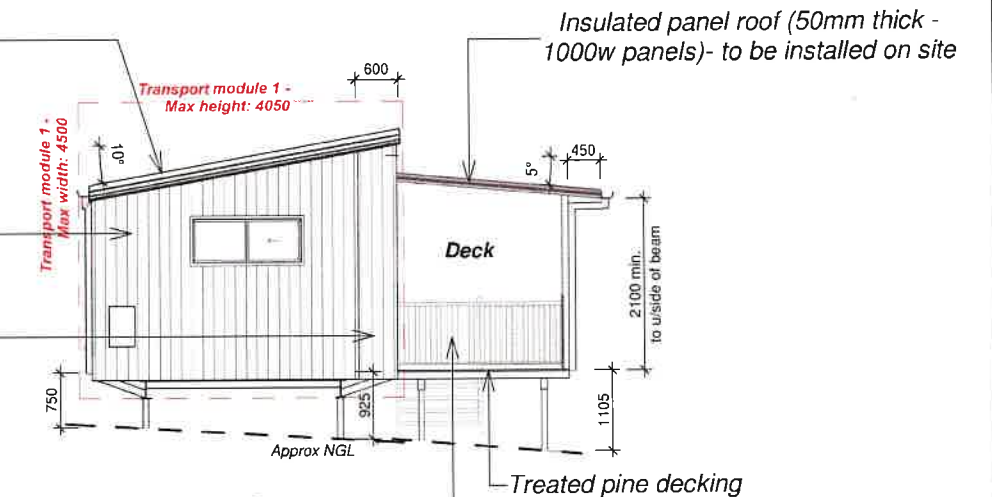 Insulated panel roof (50mm thick -
1000w panels)- to be installed on site
600
Transport module 1 -
Max height: 4050
Transport module 1 -
Max width: 4500
10°
5°
450
Deck
2100 min.
to u/side of beam
750
925
1105
Approx NGL
Treated pine decking